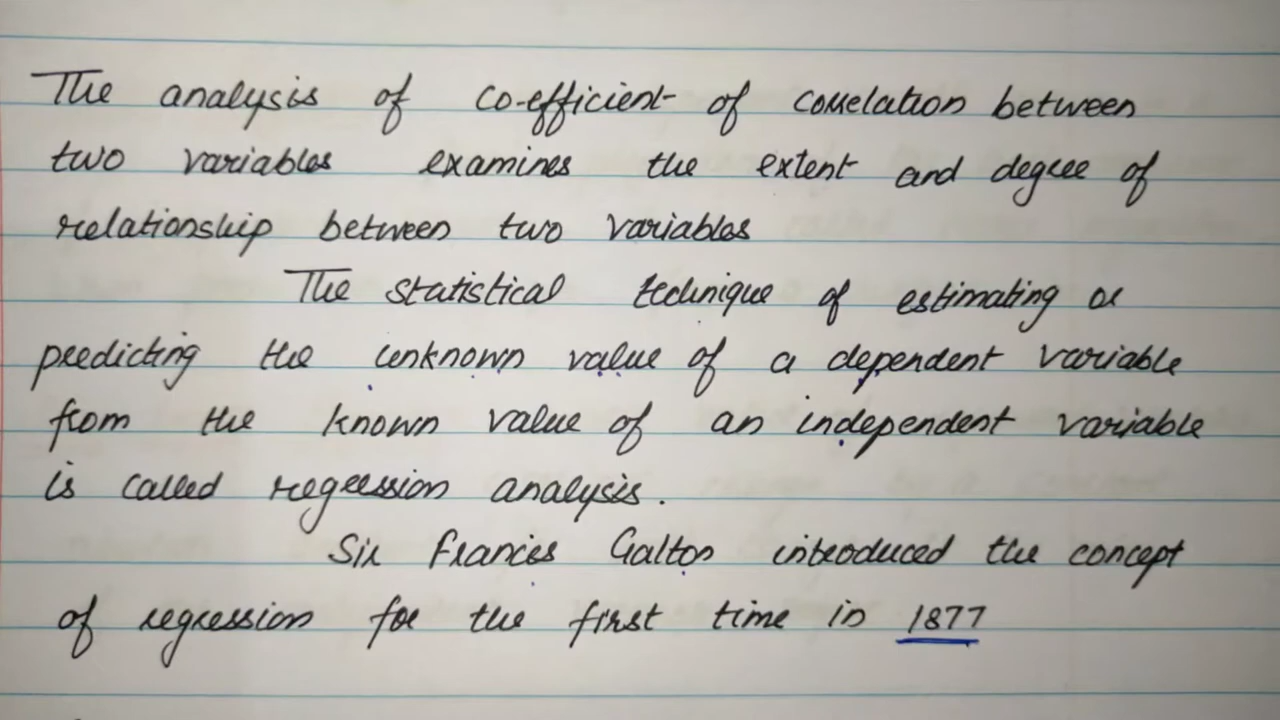 The analysis of co-efficient of correlation between
two variables examines the extent and degree of
relationship between two variables
The statistical technique of estimating or
predicting the unknown value of a dependent variable
from the known value of an independent variable
is called regression analysis.
Sir Francis Galton introduced the concept
of regression for the first time in 1877